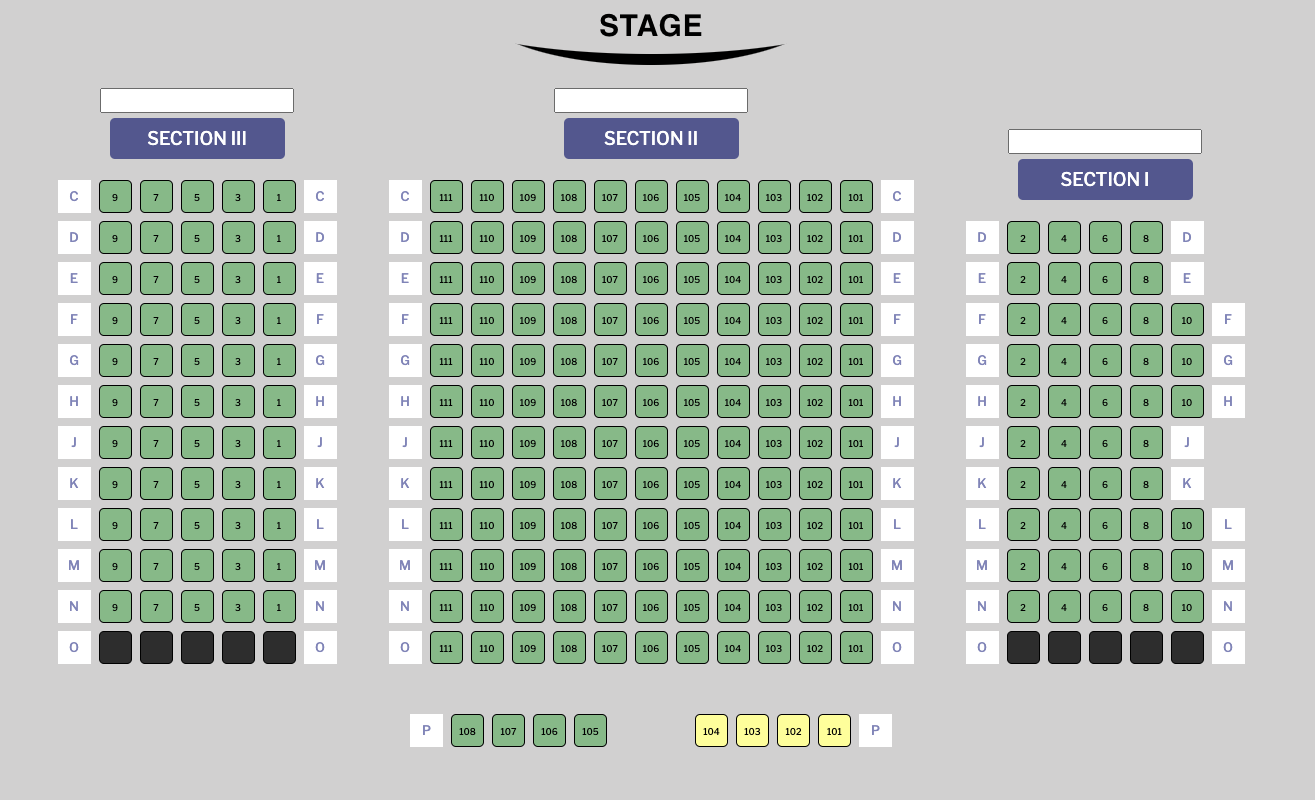 STAGE
SECTION III SECTION II
SECTION I
C 9 7 5 3 1 C C 111 110 109 108 107 106 105 104 103 102 101 C
D 9 7 5 3 1 D D 111 110 109 108 107 106 105 104 103 102 101 D D 2 4 6 8 D
E 9 7 5 3 1 E E 111 110 109 108 107 106 105 104 103 102 101 E E 2 4 6 8 E
F 9 7 5 3 1 F F 111 110 109 108 107 106 105 104 103 102 101 F F 2 4 6 8 10 F
G 9 7 5 3 1 G G 111 110 109 108 107 106 105 104 103 102 101 G G 2 4 6 8 10 G
H 9 7 5 3 1 H H 111 110 109 108 107 106 105 104 103 102 101 H H 2 4 6 8 10 H
J 9 7 5 3 1 J J 111 110 109 108 107 106 105 104 103 102 101 J J 2 4 6 8 J
K 9 7 5 3 1 K K 111 110 109 108 107 106 105 104 103 102 101 K K 2 4 6 8 K
L 9 7 5 3 1 L L 111 110 109 108 107 106 105 104 103 102 101 L L 2 4 6 8 10 L
M 9 7 5 3 1 M M 111 110 109 108 107 106 105 104 103 102 101 M M 2 4 6 8 10 M
N 9 7 5 3 1 N N 111 110 109 108 107 106 105 104 103 102 101 N N 2 4 6 8 10 N
O O O 111 110 109 108 107 106 105 104 103 102 101 O O O
P 108 107 106 105 104 103 102 101 P